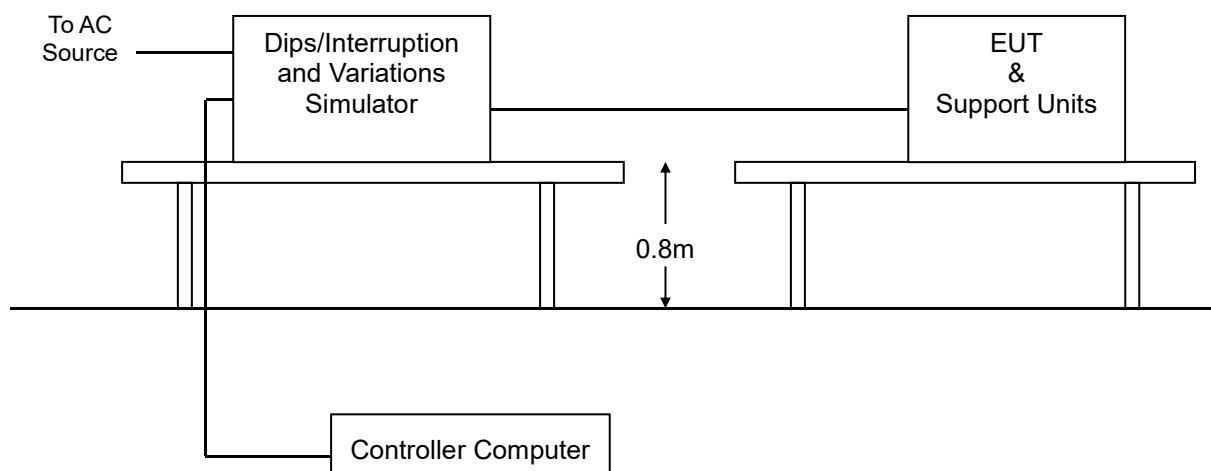 To AC
Source
Dips/Interruption
and Variations
Simulator
EUT
&
Support Units
0.8m
Controller Computer